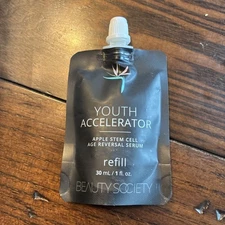 YOUTH
ACCELERATOR
APPLE STEM CELL
AGE REVERSAL SERUM
refill
30 mL / 1 fl. oz.
BEAUTY SOCIETY